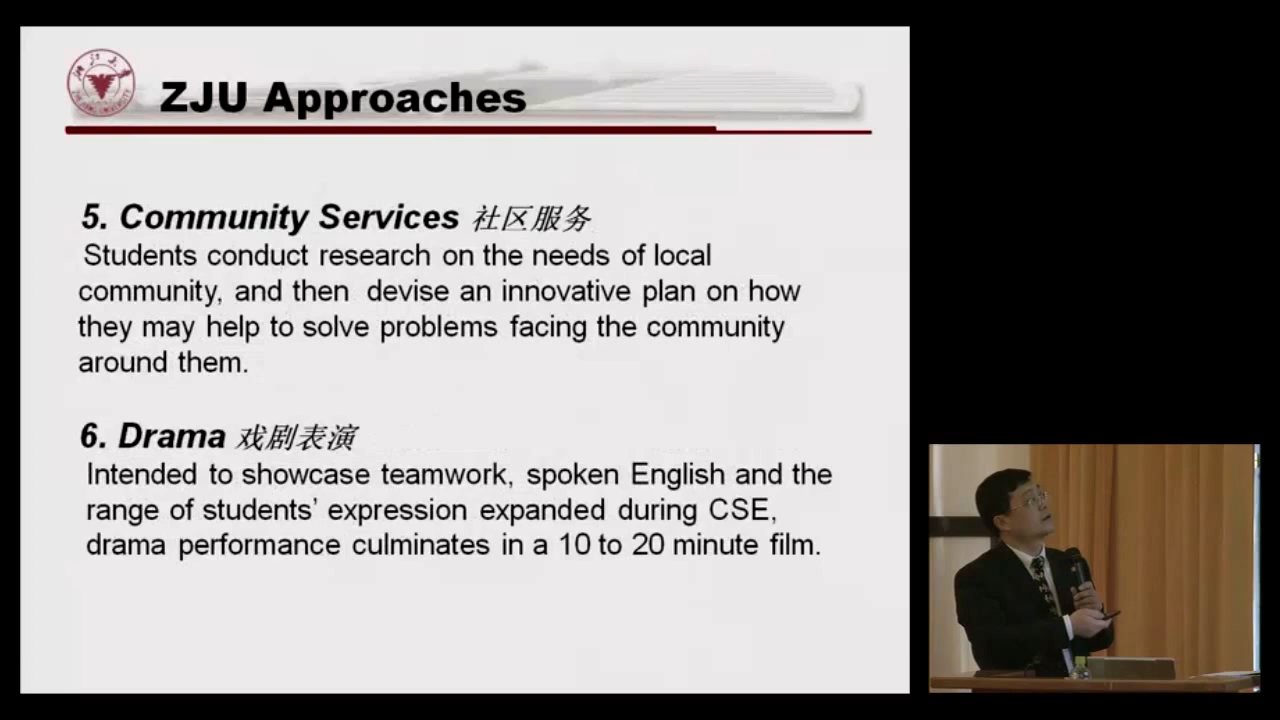 ZJU Approaches
5. Community Services 社区服务
Students conduct research on the needs of local
community, and then devise an innovative plan on how
they may help to solve problems facing the community
around them.
6. Drama 戏剧表演
Intended to showcase teamwork, spoken English and the
range of students’ expression expanded during CSE,
drama performance culminates in a 10 to 20 minute film.